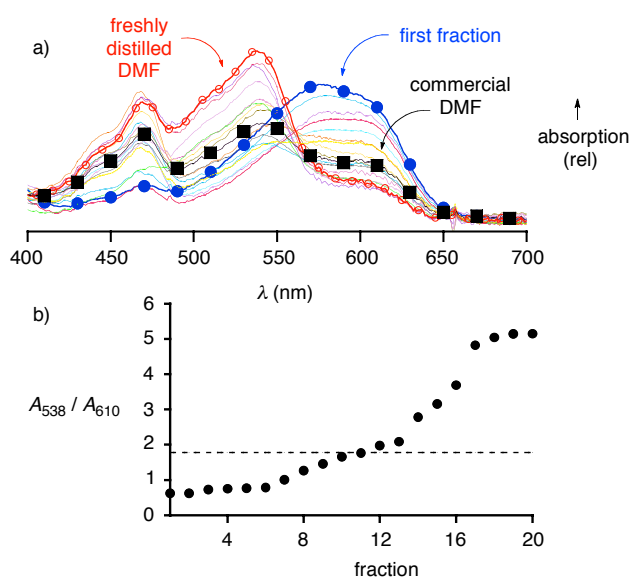 a)
freshly
distilled
DMF
first fraction
commercial
DMF
absorption
(rel)
400 450 500 550 600 650 700
λ (nm)
b)
6
5
4
3
2
1
0
A538 / A610
4 8 12 16 20
fraction